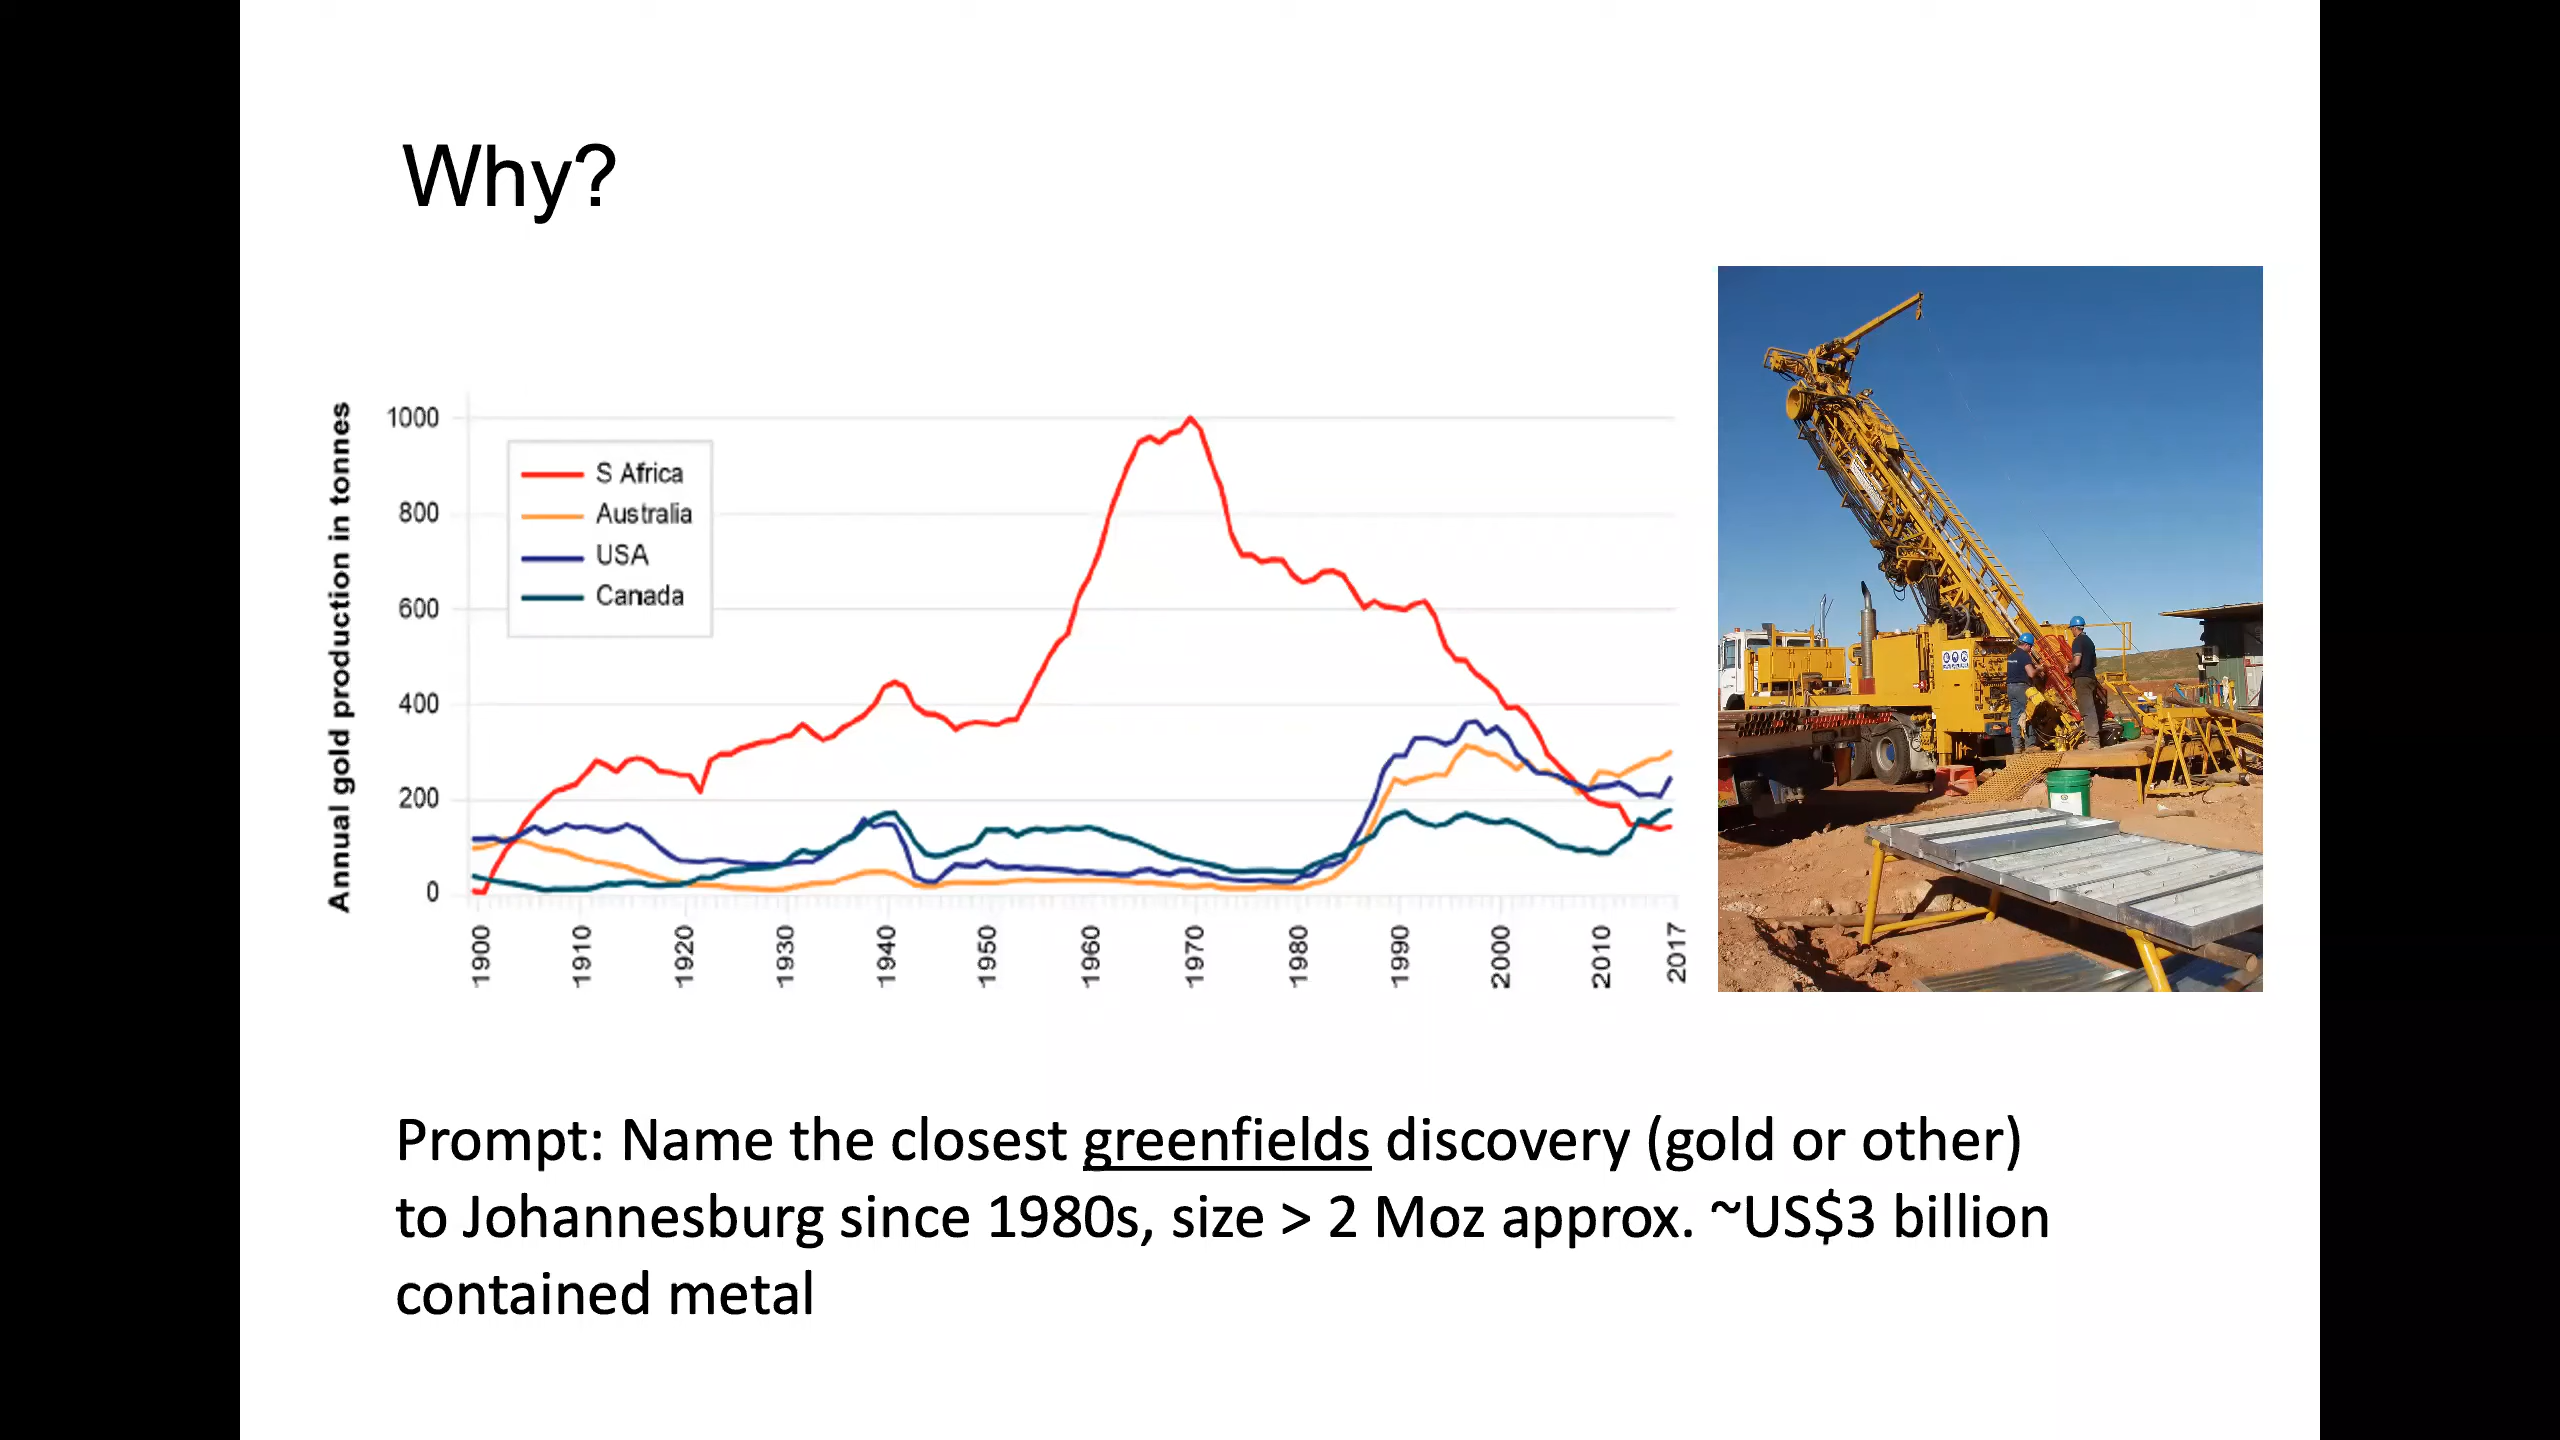 Why?
Annual gold production in tonnes
1000
800
600
400
200
0
S Africa
Australia
USA
Canada
1900
1910
1920
1930
1940
1950
1960
1970
1980
1990
2000
2010
2017
Prompt: Name the closest greenfields discovery (gold or other)
to Johannesburg since 1980s, size > 2 Moz approx. ~US$3 billion
contained metal